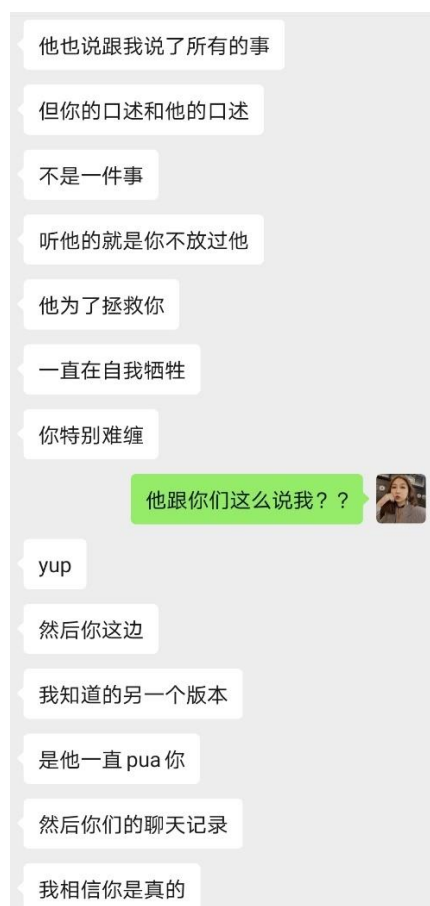 他也说跟我说了所有的事
但你的口述和他的口述
不是一件事
听他的就是你不放过他
他为了拯救你
一直在自我牺牲
你特别难缠
他跟你们这么说我？？
yup
然后你这边
我知道的另一个版本
是他一直pua你
然后你们的聊天记录
我相信你是真的